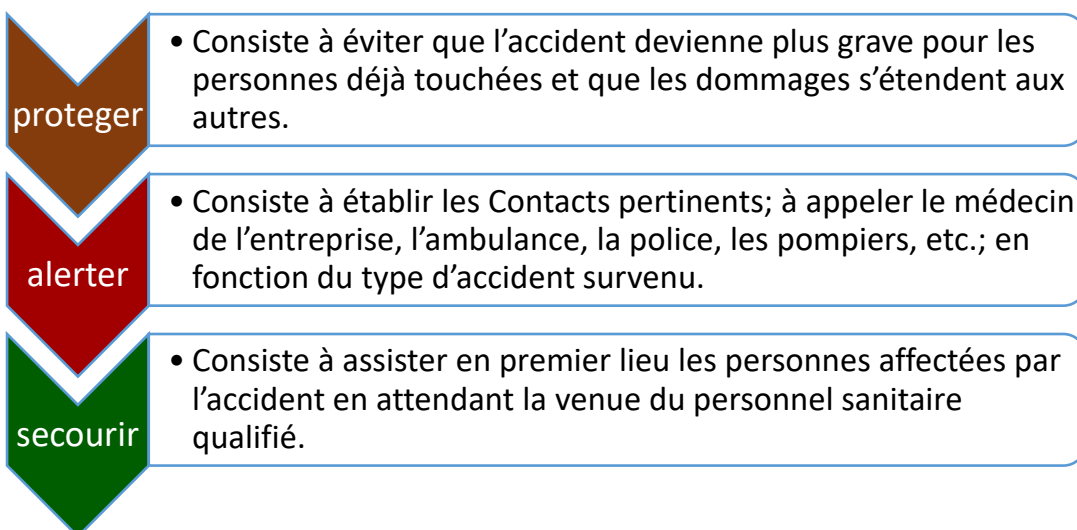 proteger
• Consiste à éviter que l’accident devienne plus grave pour les
personnes déjà touchées et que les dommages s’étendent aux
autres.
alerter
• Consiste à établir les Contacts pertinents; à appeler le médecin
de l’entreprise, l’ambulance, la police, les pompiers, etc.; en
fonction du type d’accident survenu.
secourir
• Consiste à assister en premier lieu les personnes affectées par
l’accident en attendant la venue du personnel sanitaire
qualifié.